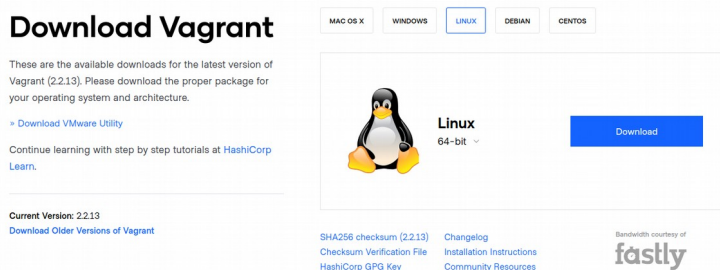 Download Vagrant
These are the available downloads for the latest version of
Vagrant (2.2.13). Please download the proper package for
your operating system and architecture.
» Download VMware Utility
Continue learning with step by step tutorials at HashiCorp
Learn.
Current Version: 2.2.13
Download Older Versions of Vagrant
MAC OS X
WINDOWS
LINUX
DEBIAN
CENTOS
Linux
64-bit
Download
SHA256 checksum (2.2.13)
Checksum Verification File
HashiCorp GPG Key
Changelog
Installation Instructions
Community Resources
Bandwidth courtesy of
fastly